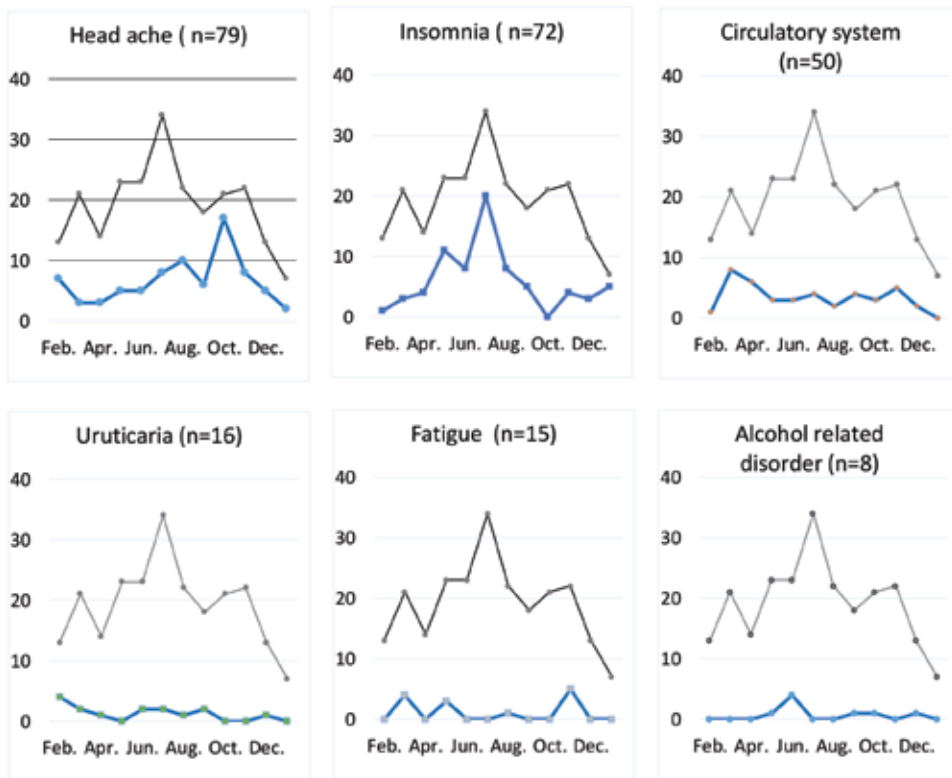 Head ache ( n=79)
40
30
20
10
0
Feb. Apr. Jun. Aug. Oct. Dec.
Insomnia ( n=72)
40
30
20
10
0
Feb. Apr. Jun. Aug. Oct. Dec.
Circulatory system
(n=50)
40
30
20
10
0
Feb. Apr. Jun. Aug. Oct. Dec.
Uruticaria (n=16)
40
30
20
10
0
Feb. Apr. Jun. Aug. Oct. Dec.
Fatigue (n=15)
40
30
20
10
0
Feb. Apr. Jun. Aug. Oct. Dec.
Alcohol related
disorder (n=8)
40
30
20
10
0
Feb. Apr. Jun. Aug. Oct. Dec.